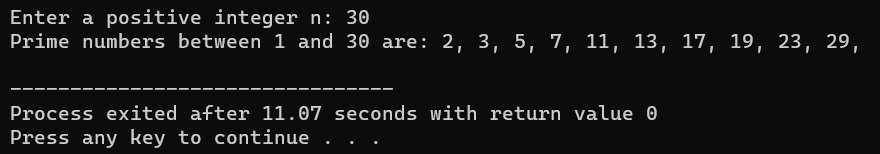 Enter a positive integer n: 30
Prime numbers between 1 and 30 are: 2, 3, 5, 7, 11, 13, 17, 19, 23, 29,
--------------------------------
Process exited after 11.07 seconds with return value 0
Press any key to continue . . .